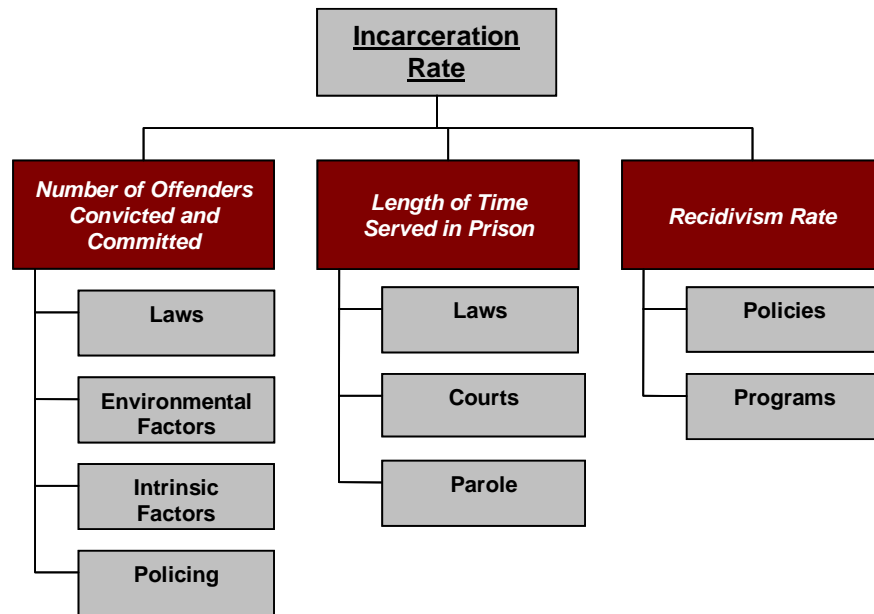 Incarceration
Rate
Number of Offenders
Convicted and
Committed
Laws
Environmental
Factors
Intrinsic
Factors
Policing
Length of Time
Served in Prison
Laws
Courts
Parole
Recidivism Rate
Policies
Programs